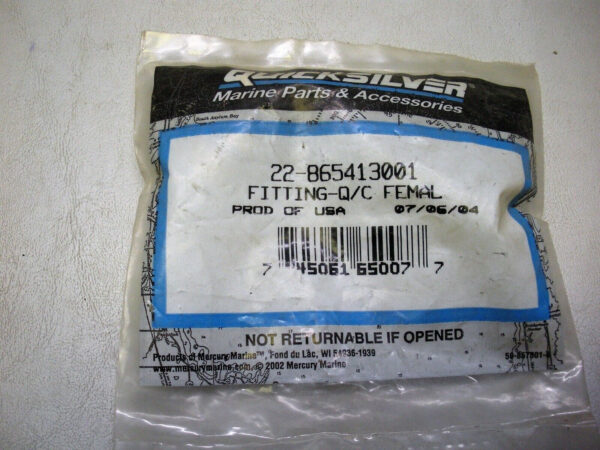 QUICKSILVER
Marine Parts & Accessories
22-865413001
FITTING-Q/C FEMAL
PROD OF USA 07/06/04
7 45061 65007 7
NOT RETURNABLE IF OPENED
Products of Mercury Marine™, Fond du Lac, WI 54936-1939
www.mercurymarine.com © 2002 Mercury Marine